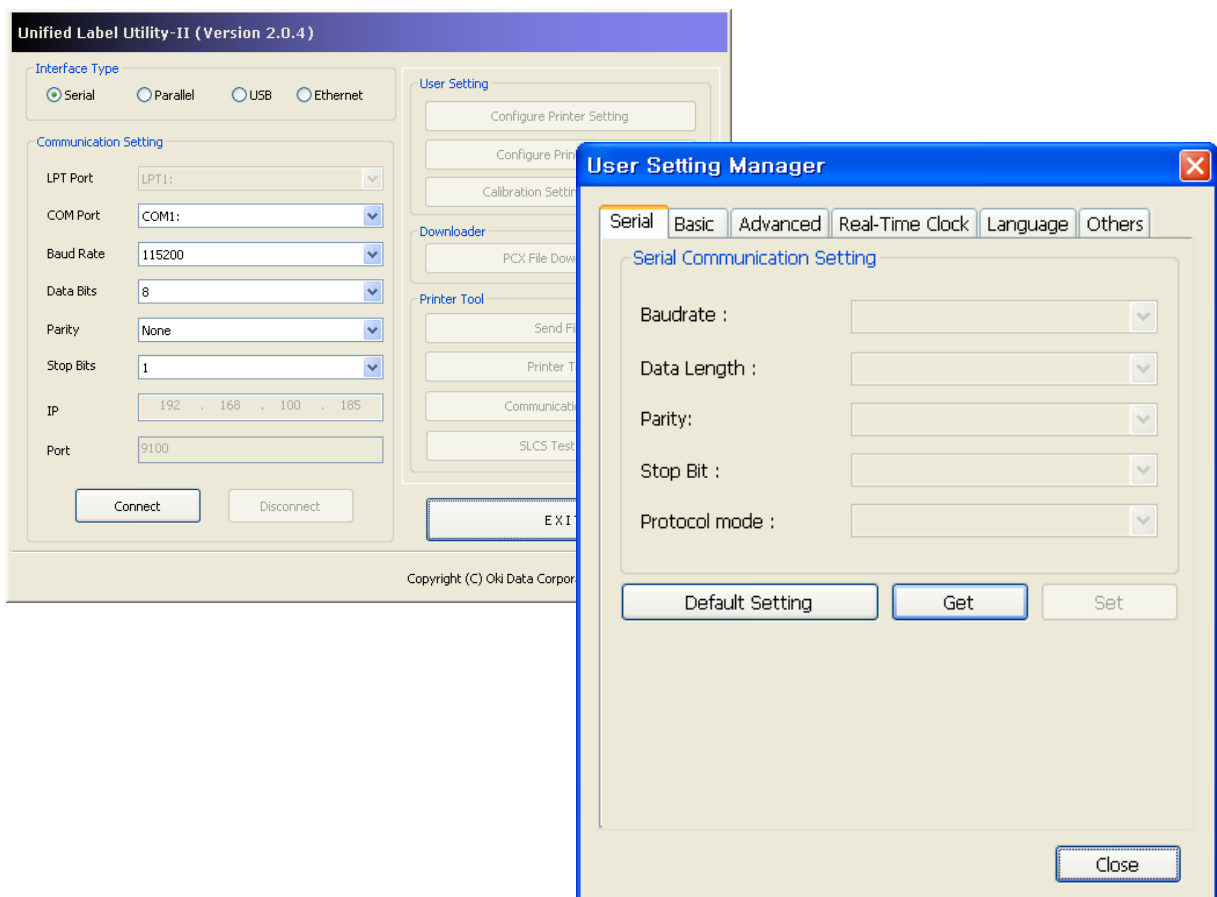 Unified Label Utility-II (Version 2.0.4)
Interface Type
Serial Parallel USB Ethernet
Communication Setting
LPT Port LPT1:
COM Port COM1:
Baud Rate 115200
Data Bits 8
Parity None
Stop Bits 1
IP 192 . 168 . 100 . 185
Port 9100
Connect Disconnect
User Setting
Configure Printer Setting
Configure Prin
Calibration Settin
Downloader
PCX File Dow
Printer Tool
Send Fi
Printer T
Communicati
SLCS Test
EXIT
Copyright (C) Oki Data Corpor
User Setting Manager
Serial Basic Advanced Real-Time Clock Language Others
Serial Communication Setting
Baudrate :
Data Length :
Parity:
Stop Bit :
Protocol mode :
Default Setting Get Set
Close